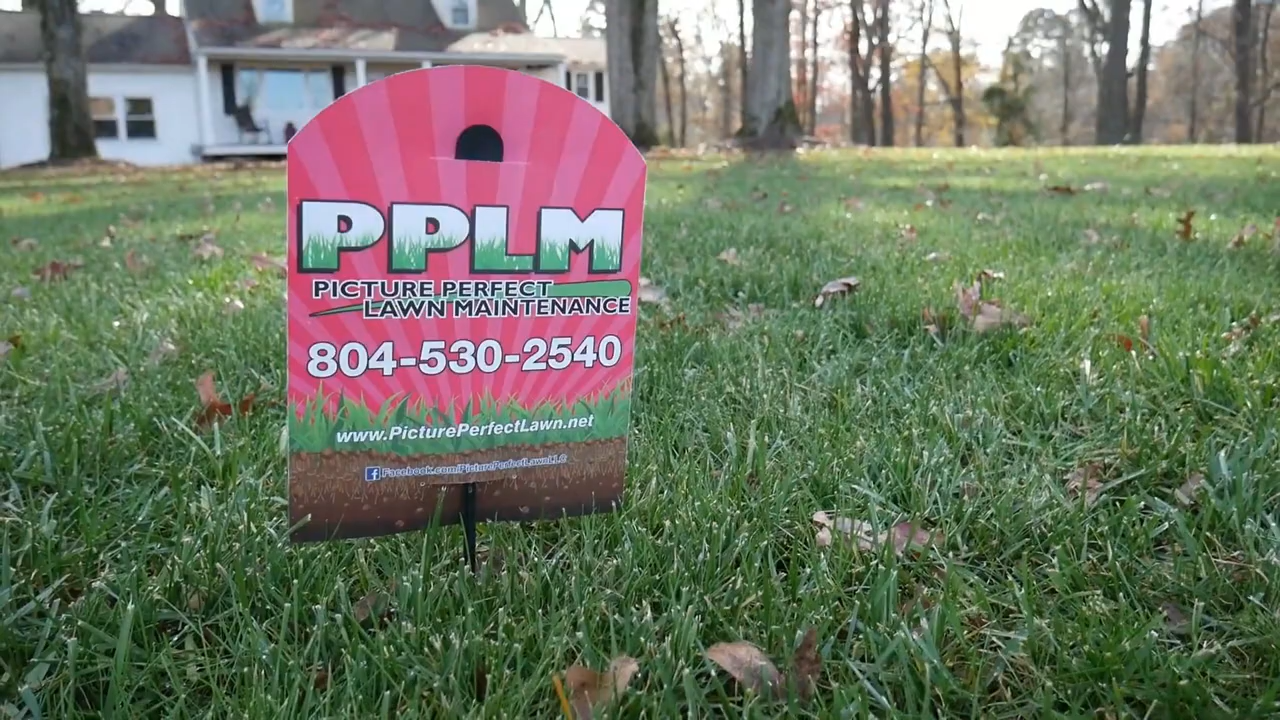 PPLM
PICTURE PERFECT
LAWN MAINTENANCE
804-530-2540
www.PicturePerfectLawn.net
Facebook.com/PicturePerfectLawnLLC